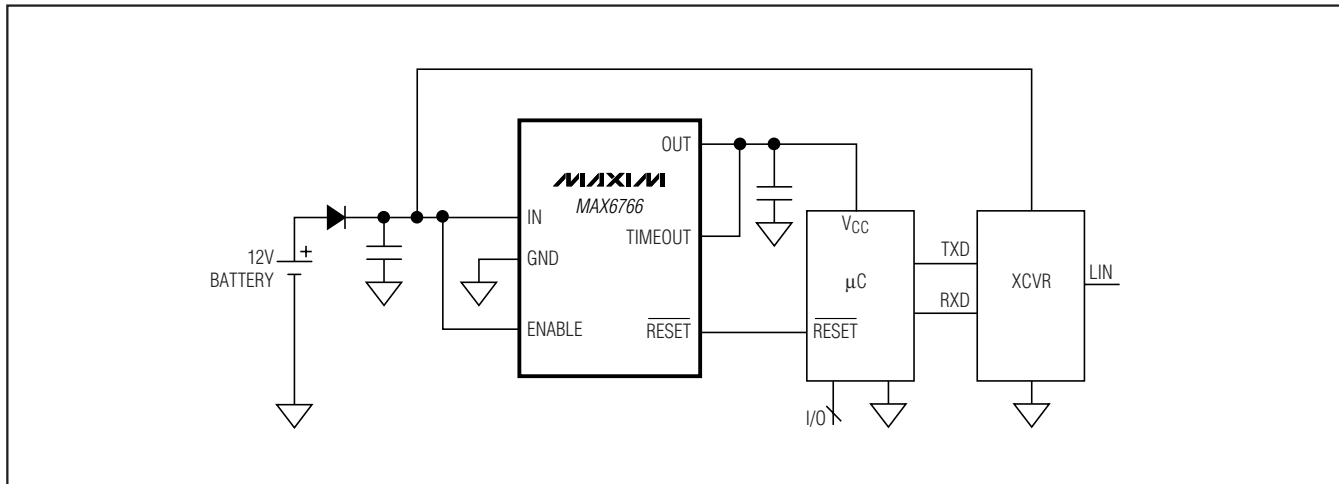 12V
BATTERY
+
MAXIM
MAX6766
IN
GND
ENABLE
OUT
TIMEOUT
RESET
VCC
μC
RESET
I/O
TXD
RXD
XCVR
LIN